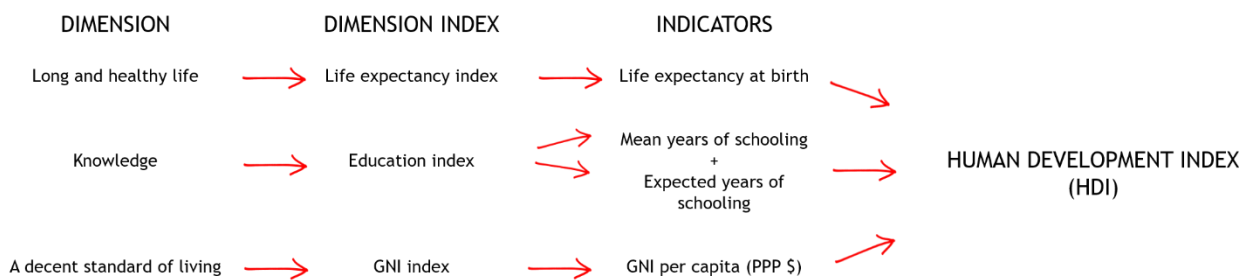 DIMENSION
DIMENSION INDEX
INDICATORS
Long and healthy life
Life expectancy index
Life expectancy at birth
Knowledge
Education index
Mean years of schooling
+
Expected years of
schooling
HUMAN DEVELOPMENT INDEX
(HDI)
A decent standard of living
GNI index
GNI per capita (PPP $)